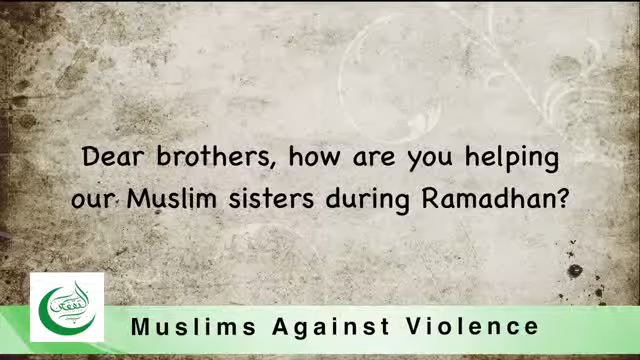 Dear brothers, how are you helping
our Muslim sisters during Ramadhan?
Muslims Against Violence